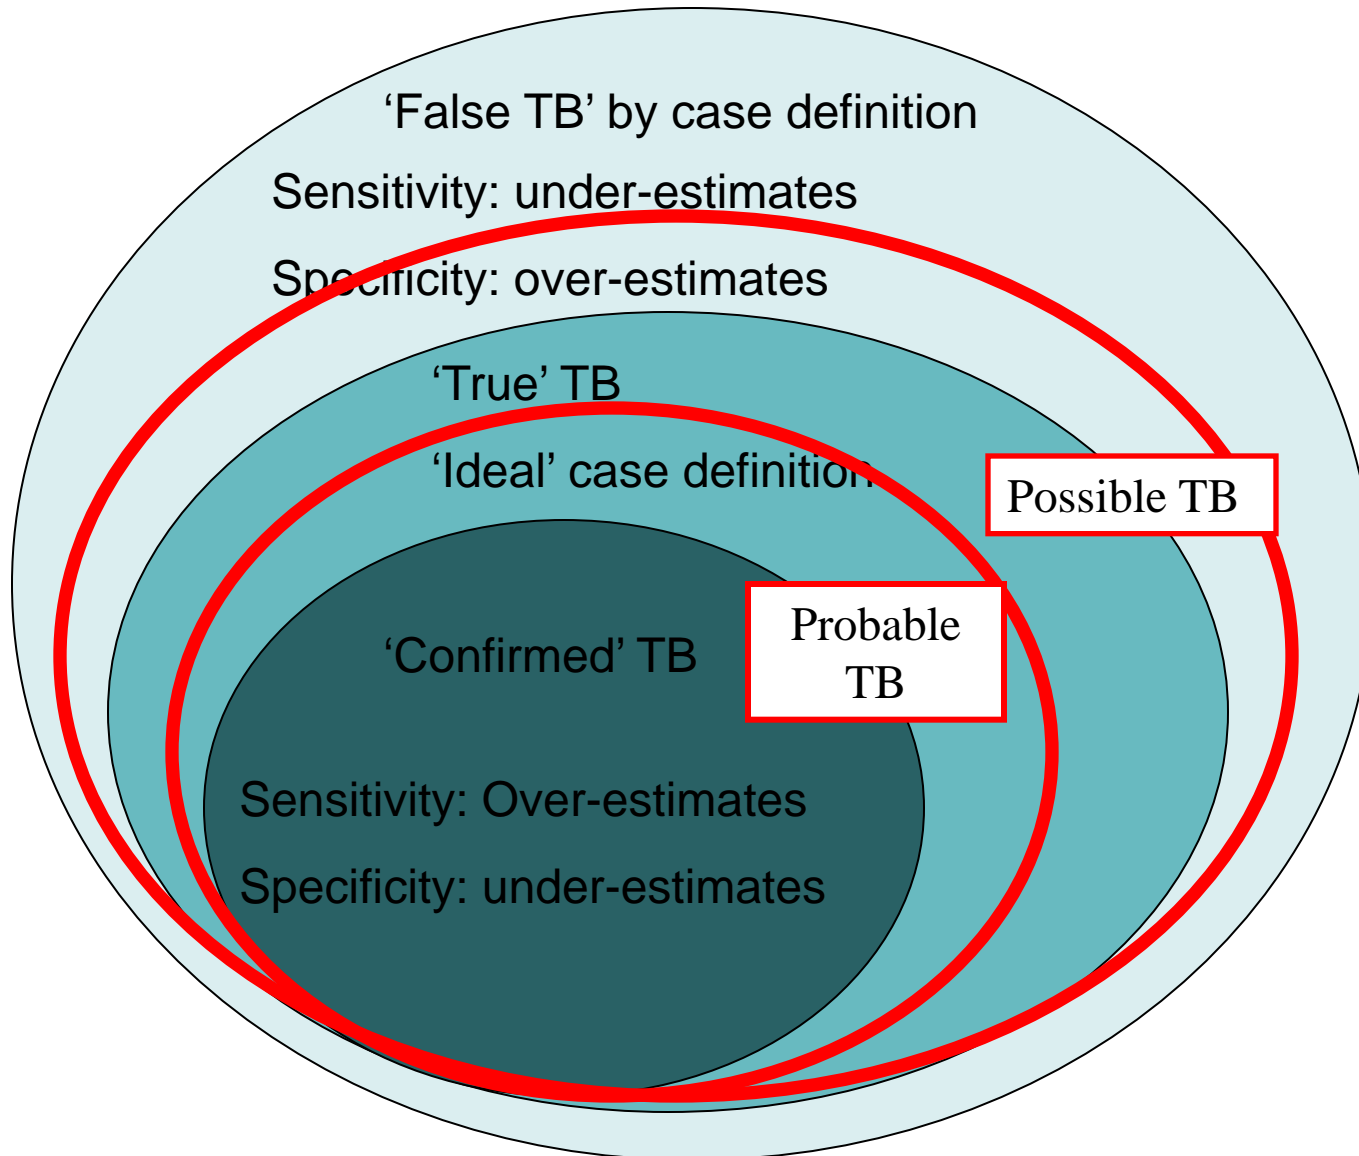 ‘False TB’ by case definition
Sensitivity: under-estimates
Specificity: over-estimates
‘True’ TB
‘Ideal’ case definition
Possible TB
Probable
TB
‘Confirmed’ TB
Sensitivity: Over-estimates
Specificity: under-estimates